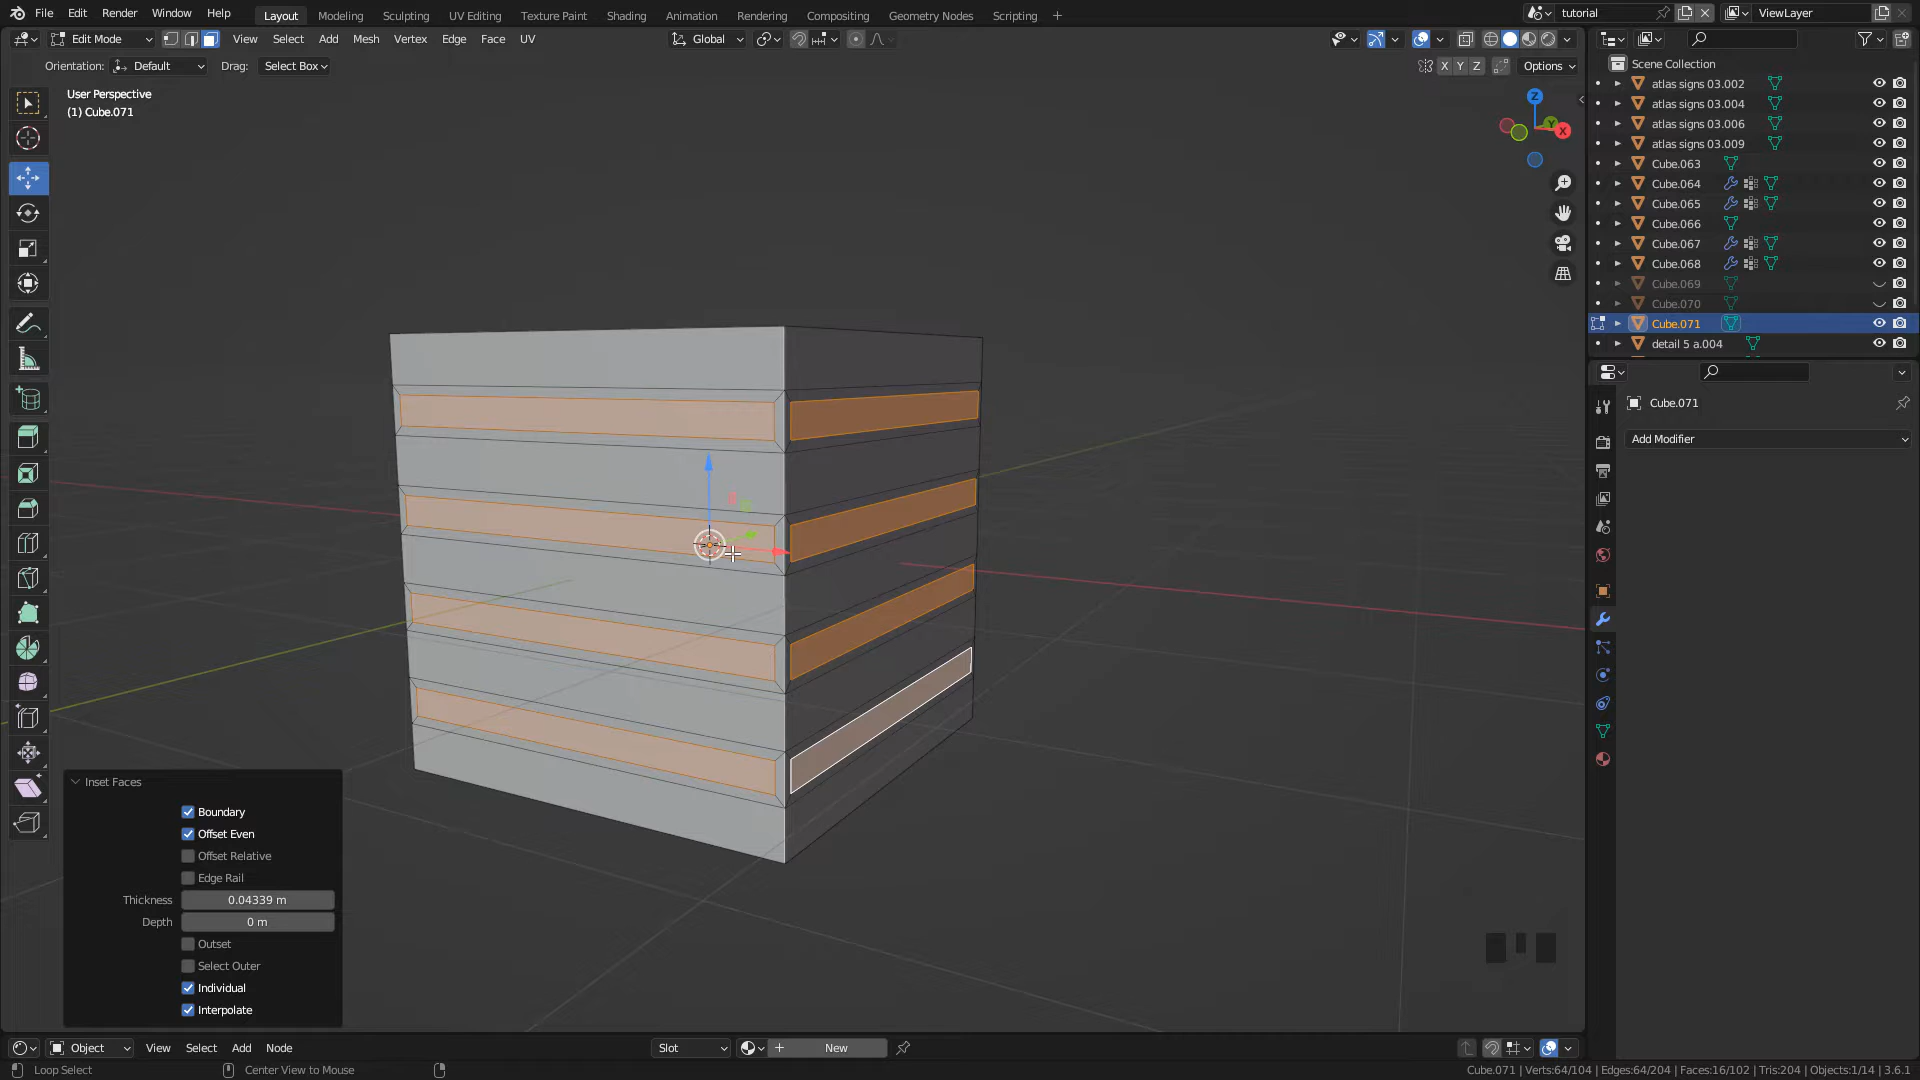 File Edit Render Window Help Layout Modeling Sculpting UV Editing Texture Paint Shading Animation Rendering Compositing Geometry Nodes Scripting + tutorial ViewLayer
Edit Mode View Select Add Mesh Vertex Edge Face UV Global
Orientation: Default Drag: Select Box X Y Z Options
Scene Collection
User Perspective
(1) Cube.071
Z
Y
X
atlas signs 03.002
atlas signs 03.004
atlas signs 03.006
atlas signs 03.009
Cube.063
Cube.064
Cube.065
Cube.066
Cube.067
Cube.068
Cube.069
Cube.070
Cube.071
detail 5 a.004
Cube.071
Add Modifier
Inset Faces
Boundary
Offset Even
Offset Relative
Edge Rail
Thickness 0.04339 m
Depth 0 m
Outset
Select Outer
Individual
Interpolate
Object View Select Add Node Slot New
Loop Select Center View to Mouse Cube.071 | Verts:64/104 | Edges:64/204 | Faces:16/102 | Tris:204 | Objects:1/14 | 3.6.1